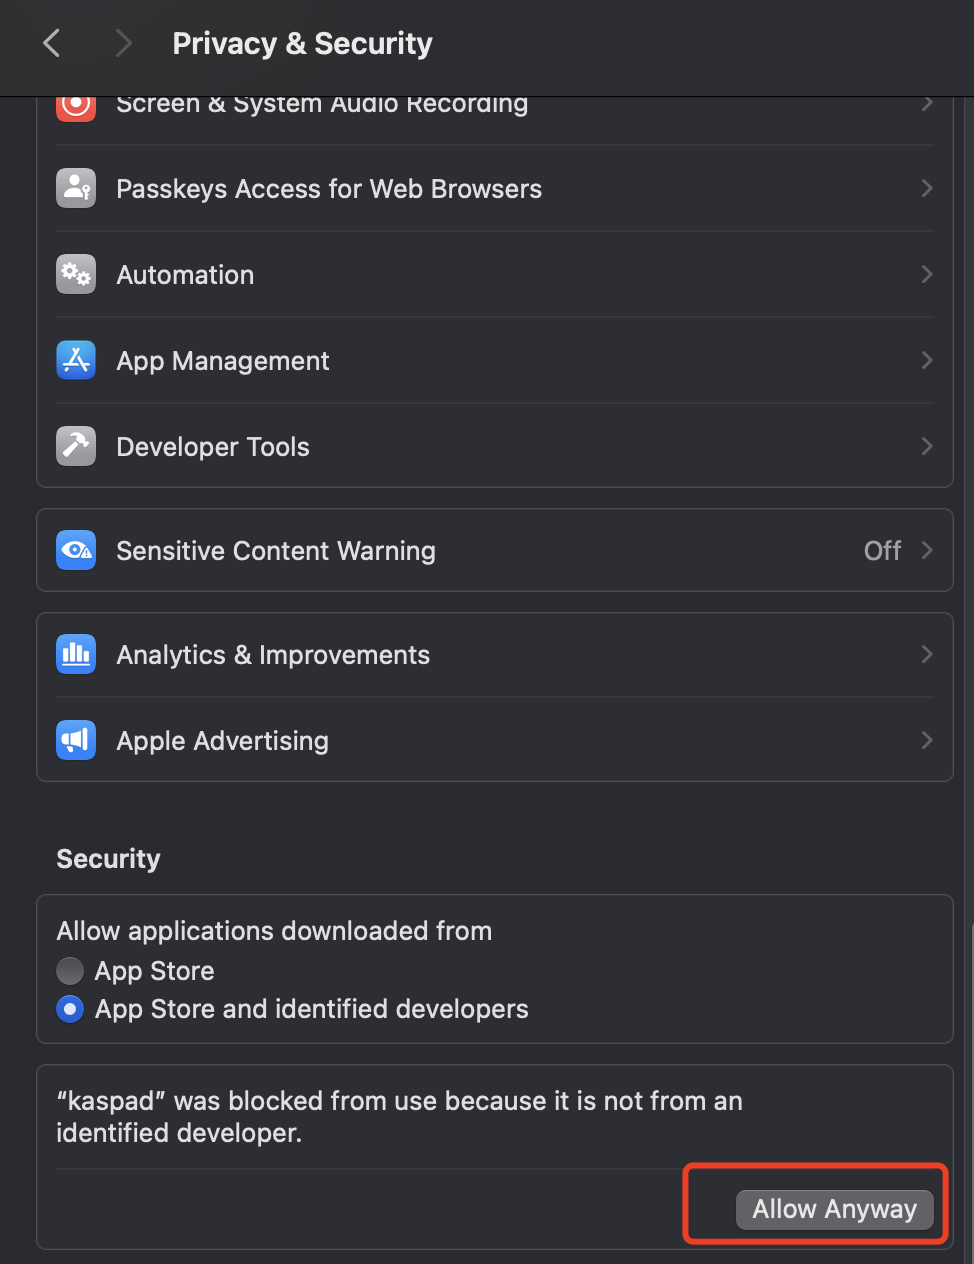 Privacy & Security
Screen & System Audio Recording
Passkeys Access for Web Browsers
Automation
App Management
Developer Tools
Sensitive Content Warning Off
Analytics & Improvements
Apple Advertising
Security
Allow applications downloaded from
App Store
App Store and identified developers
“kaspad” was blocked from use because it is not from an
identified developer.
Allow Anyway